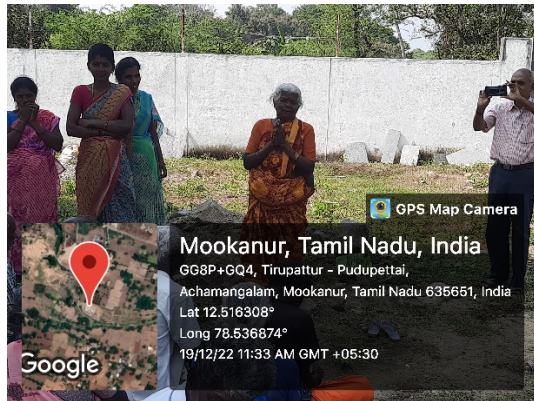 GPS Map Camera
Mookanur, Tamil Nadu, India
GG8P+GQ4, Tirupattur - Pudupettai,
Achamangalam, Mookanur, Tamil Nadu 635651, India
Lat 12.516308°
Long 78.536874°
19/12/22 11:33 AM GMT +05:30
Google